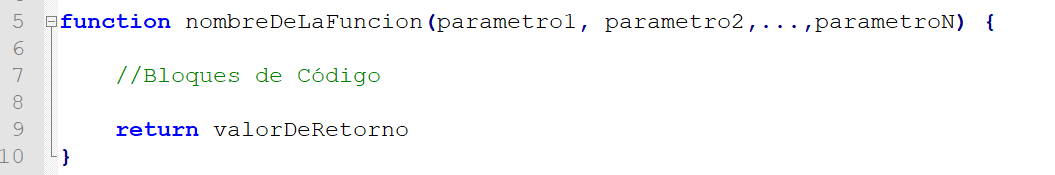 5 function nombreDeLaFuncion(parametro1, parametro2,...,parametroN) {
6
7 //Bloques de Código
8
9 return valorDeRetorno
10 }